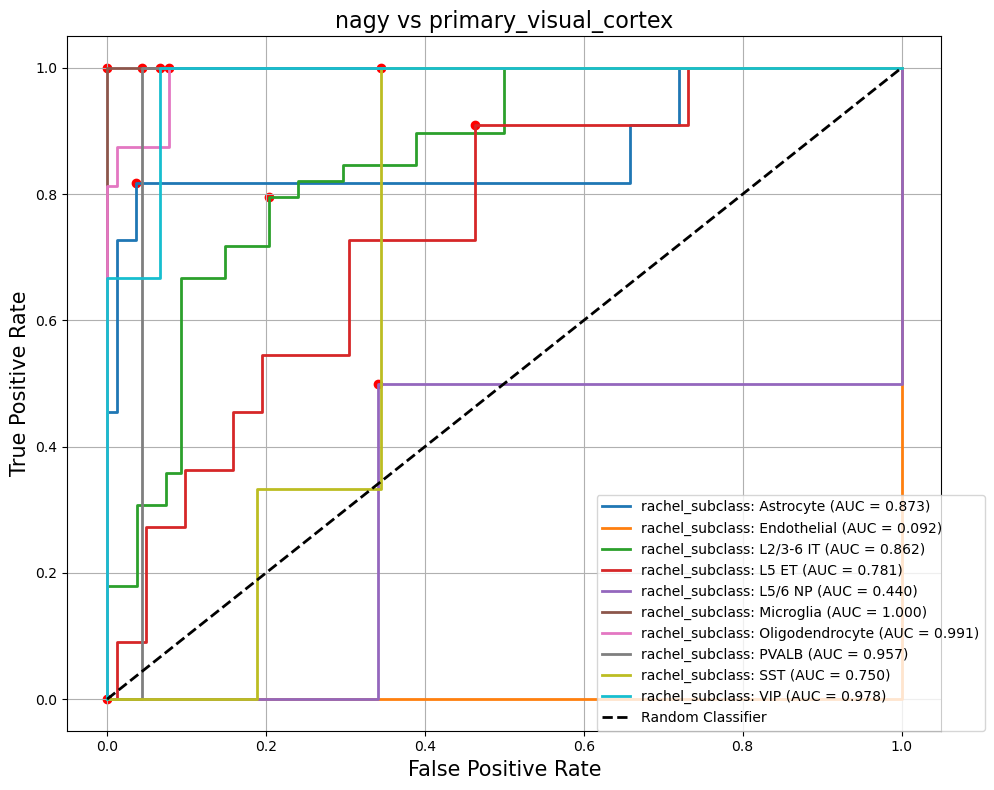 nagy vs primary_visual_cortex
True Positive Rate
1.0
0.8
0.6
0.4
0.2
0.0
rachel_subclass: Astrocyte (AUC = 0.873)
rachel_subclass: Endothelial (AUC = 0.092)
rachel_subclass: L2/3-6 IT (AUC = 0.862)
rachel_subclass: L5 ET (AUC = 0.781)
rachel_subclass: L5/6 NP (AUC = 0.440)
rachel_subclass: Microglia (AUC = 1.000)
rachel_subclass: Oligodendrocyte (AUC = 0.991)
rachel_subclass: PVALB (AUC = 0.957)
rachel_subclass: SST (AUC = 0.750)
rachel_subclass: VIP (AUC = 0.978)
Random Classifier
0.0 0.2 0.4 0.6 0.8 1.0
False Positive Rate